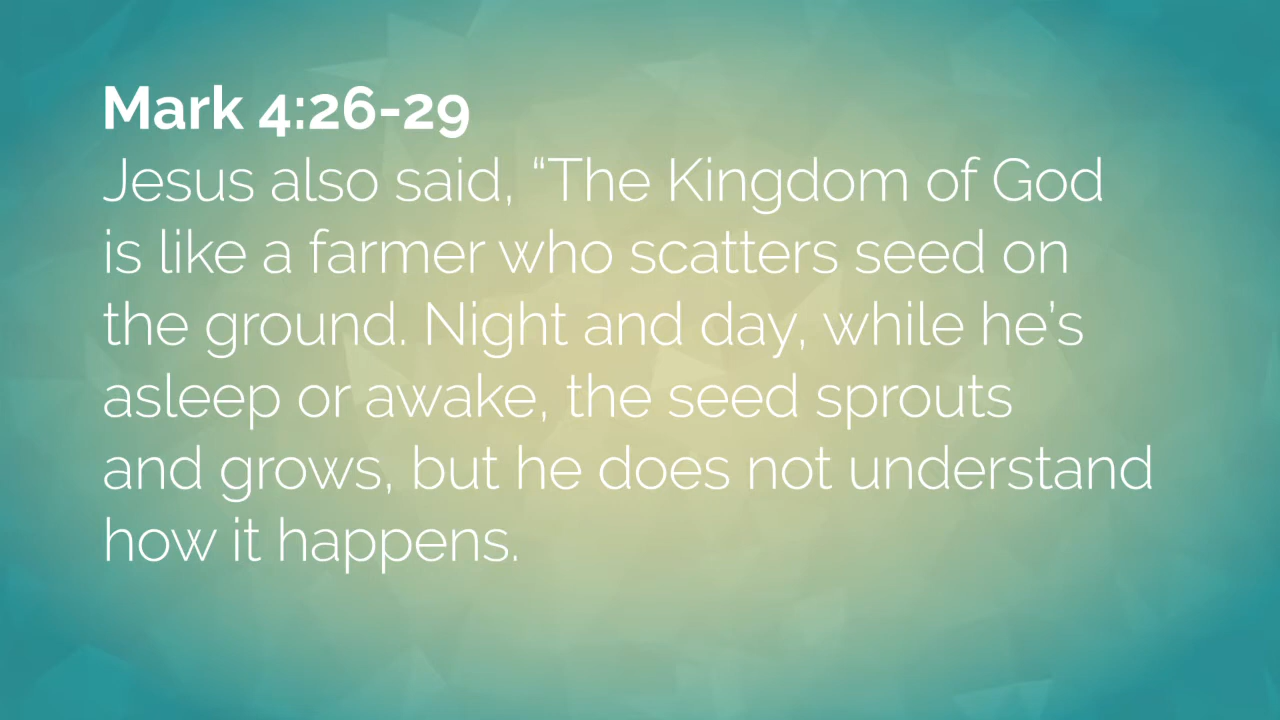 Mark 4:26-29
Jesus also said, “The Kingdom of God
is like a farmer who scatters seed on
the ground. Night and day, while he’s
asleep or awake, the seed sprouts
and grows, but he does not understand
how it happens.